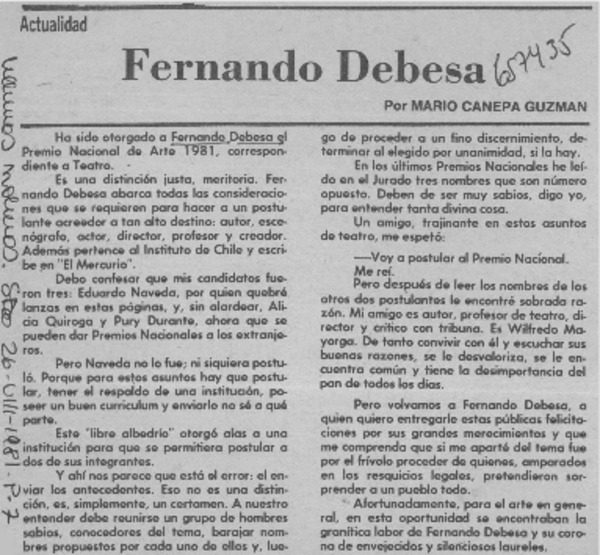 Actualidad
Fernando Debesa
657435
Por MARIO CANEPA GUZMAN
Ha sido otorgado a Fernando Debesa el
Premio Nacional de Arte 1981, correspon-
diente a Teatro.
Es una distinción justa, meritoria. Fer-
nando Debesa abarca todas las consideracio-
nes que se requieren para hacer a un postu-
lante acreedor a tan alto destino: autor, esce-
nógrafo, actor, director, profesor y creador.
Además pertence al Instituto de Chile y escri-
be en "El Mercurio".
Debo confesar que mis candidatos fue-
ron tres: Eduardo Naveda, por quien quebré
lanzas en estas páginas, y, sin alardear, Ali-
cia Quiroga y Pury Durante, ahora que se
pueden dar Premios Nacionales a los extranje-
ros.
Pero Naveda no lo fue; ni siquiera postu-
ló. Porque para estos asuntos hay que postu-
lar, tener el respaldo de una institución, po-
seer un buen curriculum y enviarlo no sé a qué
parte.
Este "libre albedrío" otorgó alas a una
institución para que se permitiera postular a
dos de sus integrantes.
Y ahí nos parece que está el error: el en-
viar los antecedentes. Eso no es una distin-
ción, es, simplemente, un certamen. A nuestro
entender debe reunirse un grupo de hombres
sabios, conocedores del tema, barajar nom-
bres propuestos por cada uno de ellos y, lue-
go de proceder a un fino discernimiento, de-
terminar al elegido por unanimidad, si la hay.
En los últimos Premios Nacionales he leí-
do en el Jurado tres nombres que son número
opuesto. Deben de ser muy sabios, digo yo,
para entender tanta divina cosa.
Un amigo, trajinante en estos asuntos
de teatro, me espetó:
—Voy a postular al Premio Nacional.
Me reí.
Pero después de leer los nombres de los
otros dos postulantes le encontré sobrada ra-
zón. Mi amigo es autor, profesor de teatro, di-
rector y crítico con tribuna. Es Wilfredo Ma-
yorga. De tanto convivir con él y escuchar sus
buenas razones, se le desvaloriza, se le en-
cuentra común y tiene la desimportancia del
pan de todos los días.
Pero volvamos a Fernando Debesa, a
quien quiero entregarle estas públicas felicita-
ciones por sus grandes merecimientos y que
me comprenda que si me aparté del tema fue
por el frívolo proceder de quienes, amparados
en los resquicios legales, pretendieron sor-
prender a un pueblo todo.
Afortunadamente, para el arte en gene-
ral, en esta oportunidad se encontraban la
granítica labor de Fernando Debesa y su coro-
na de envejecidos y silenciosos laureles,
26-VIII-1981. P. 7